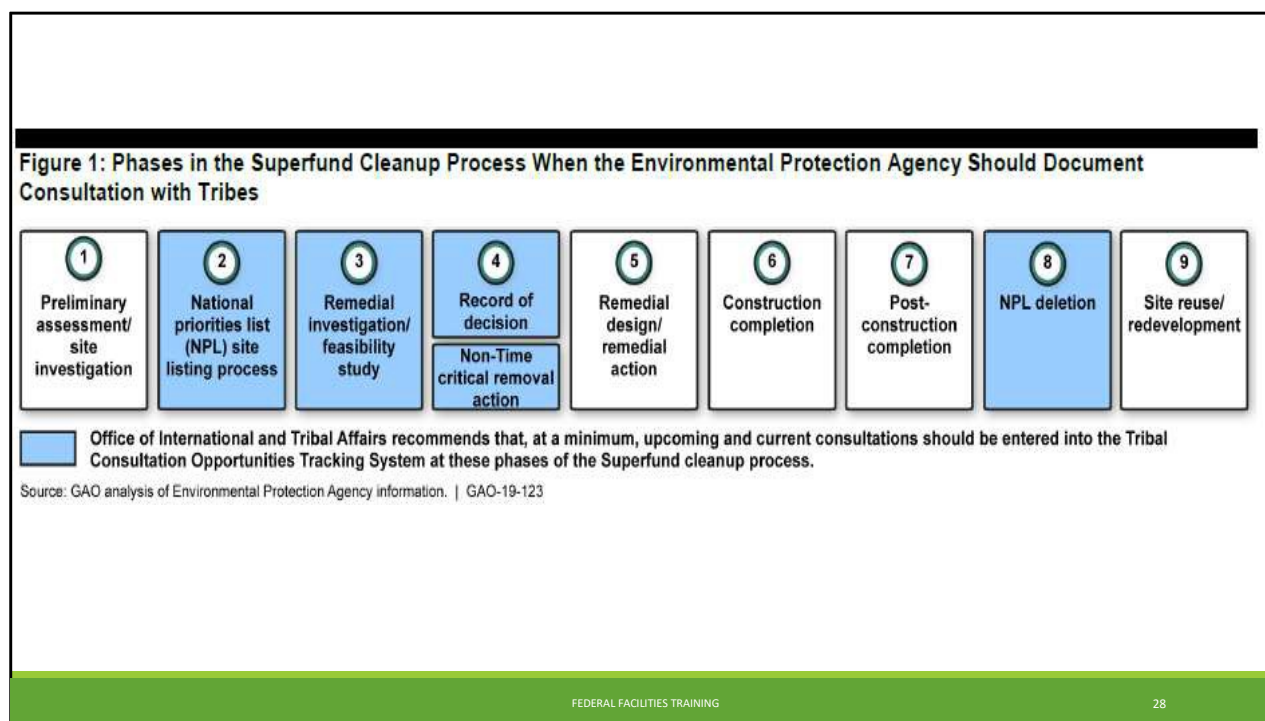 Figure 1: Phases in the Superfund Cleanup Process When the Environmental Protection Agency Should Document
Consultation with Tribes
1
Preliminary
assessment/
site
investigation
2
National
priorities list
(NPL) site
listing process
3
Remedial
investigation/
feasibility
study
4
Record of
decision
Non-Time
critical removal
action
5
Remedial
design/
remedial
action
6
Construction
completion
7
Post-
construction
completion
8
NPL deletion
9
Site reuse/
redevelopment
Office of International and Tribal Affairs recommends that, at a minimum, upcoming and current consultations should be entered into the Tribal
Consultation Opportunities Tracking System at these phases of the Superfund cleanup process.
Source: GAO analysis of Environmental Protection Agency information. | GAO-19-123
FEDERAL FACILITIES TRAINING
28